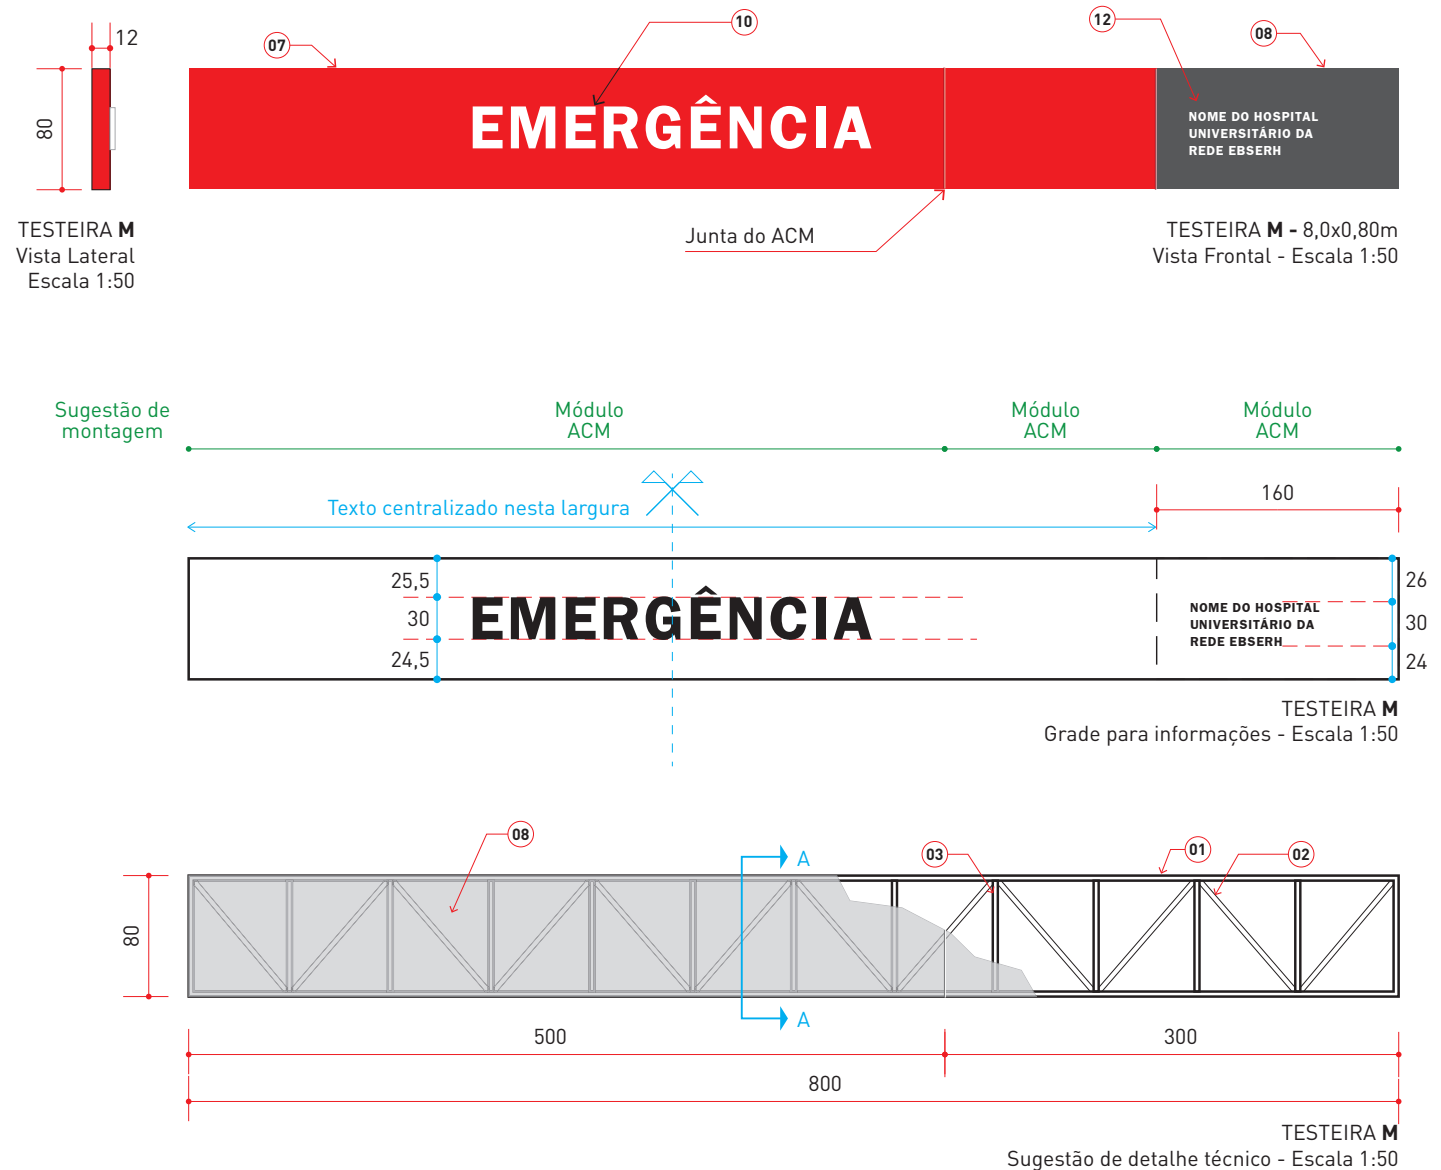 12
07
10
12
08
80
EMERGÊNCIA
NOME DO HOSPITAL
UNIVERSITÁRIO DA
REDE EBSERH
TESTEIRA M
Vista Lateral
Escala 1:50
Junta do ACM
TESTEIRA M - 8,0x0,80m
Vista Frontal - Escala 1:50
Sugestão de
montagem
Módulo
ACM
Módulo
ACM
Módulo
ACM
Texto centralizado nesta largura
160
25,5
30
24,5
EMERGÊNCIA
NOME DO HOSPITAL
UNIVERSITÁRIO DA
REDE EBSERH
26
30
24
TESTEIRA M
Grade para informações - Escala 1:50
08
A
03
01
02
80
A
500
300
800
TESTEIRA M
Sugestão de detalhe técnico - Escala 1:50